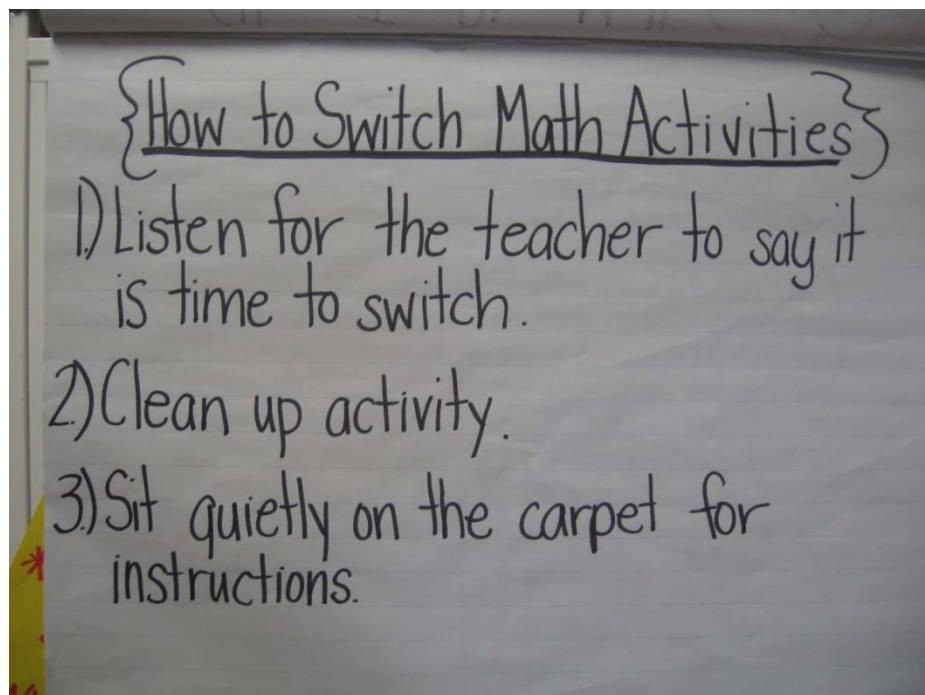 {How to Switch Math Activities}
1.) Listen for the teacher to say it
is time to switch.
2.) Clean up activity.
3.) Sit quietly on the carpet for
instructions.